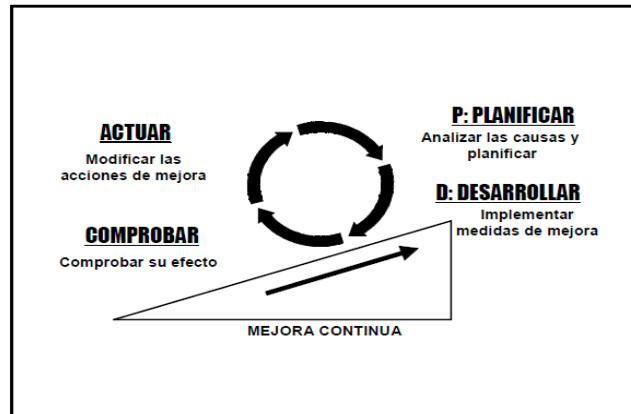 ACTUAR
Modificar las
acciones de mejora
P: PLANIFICAR
Analizar las causas y
planificar
D: DESARROLLAR
Implementar
medidas de mejora
COMPROBAR
Comprobar su efecto
MEJORA CONTINUA